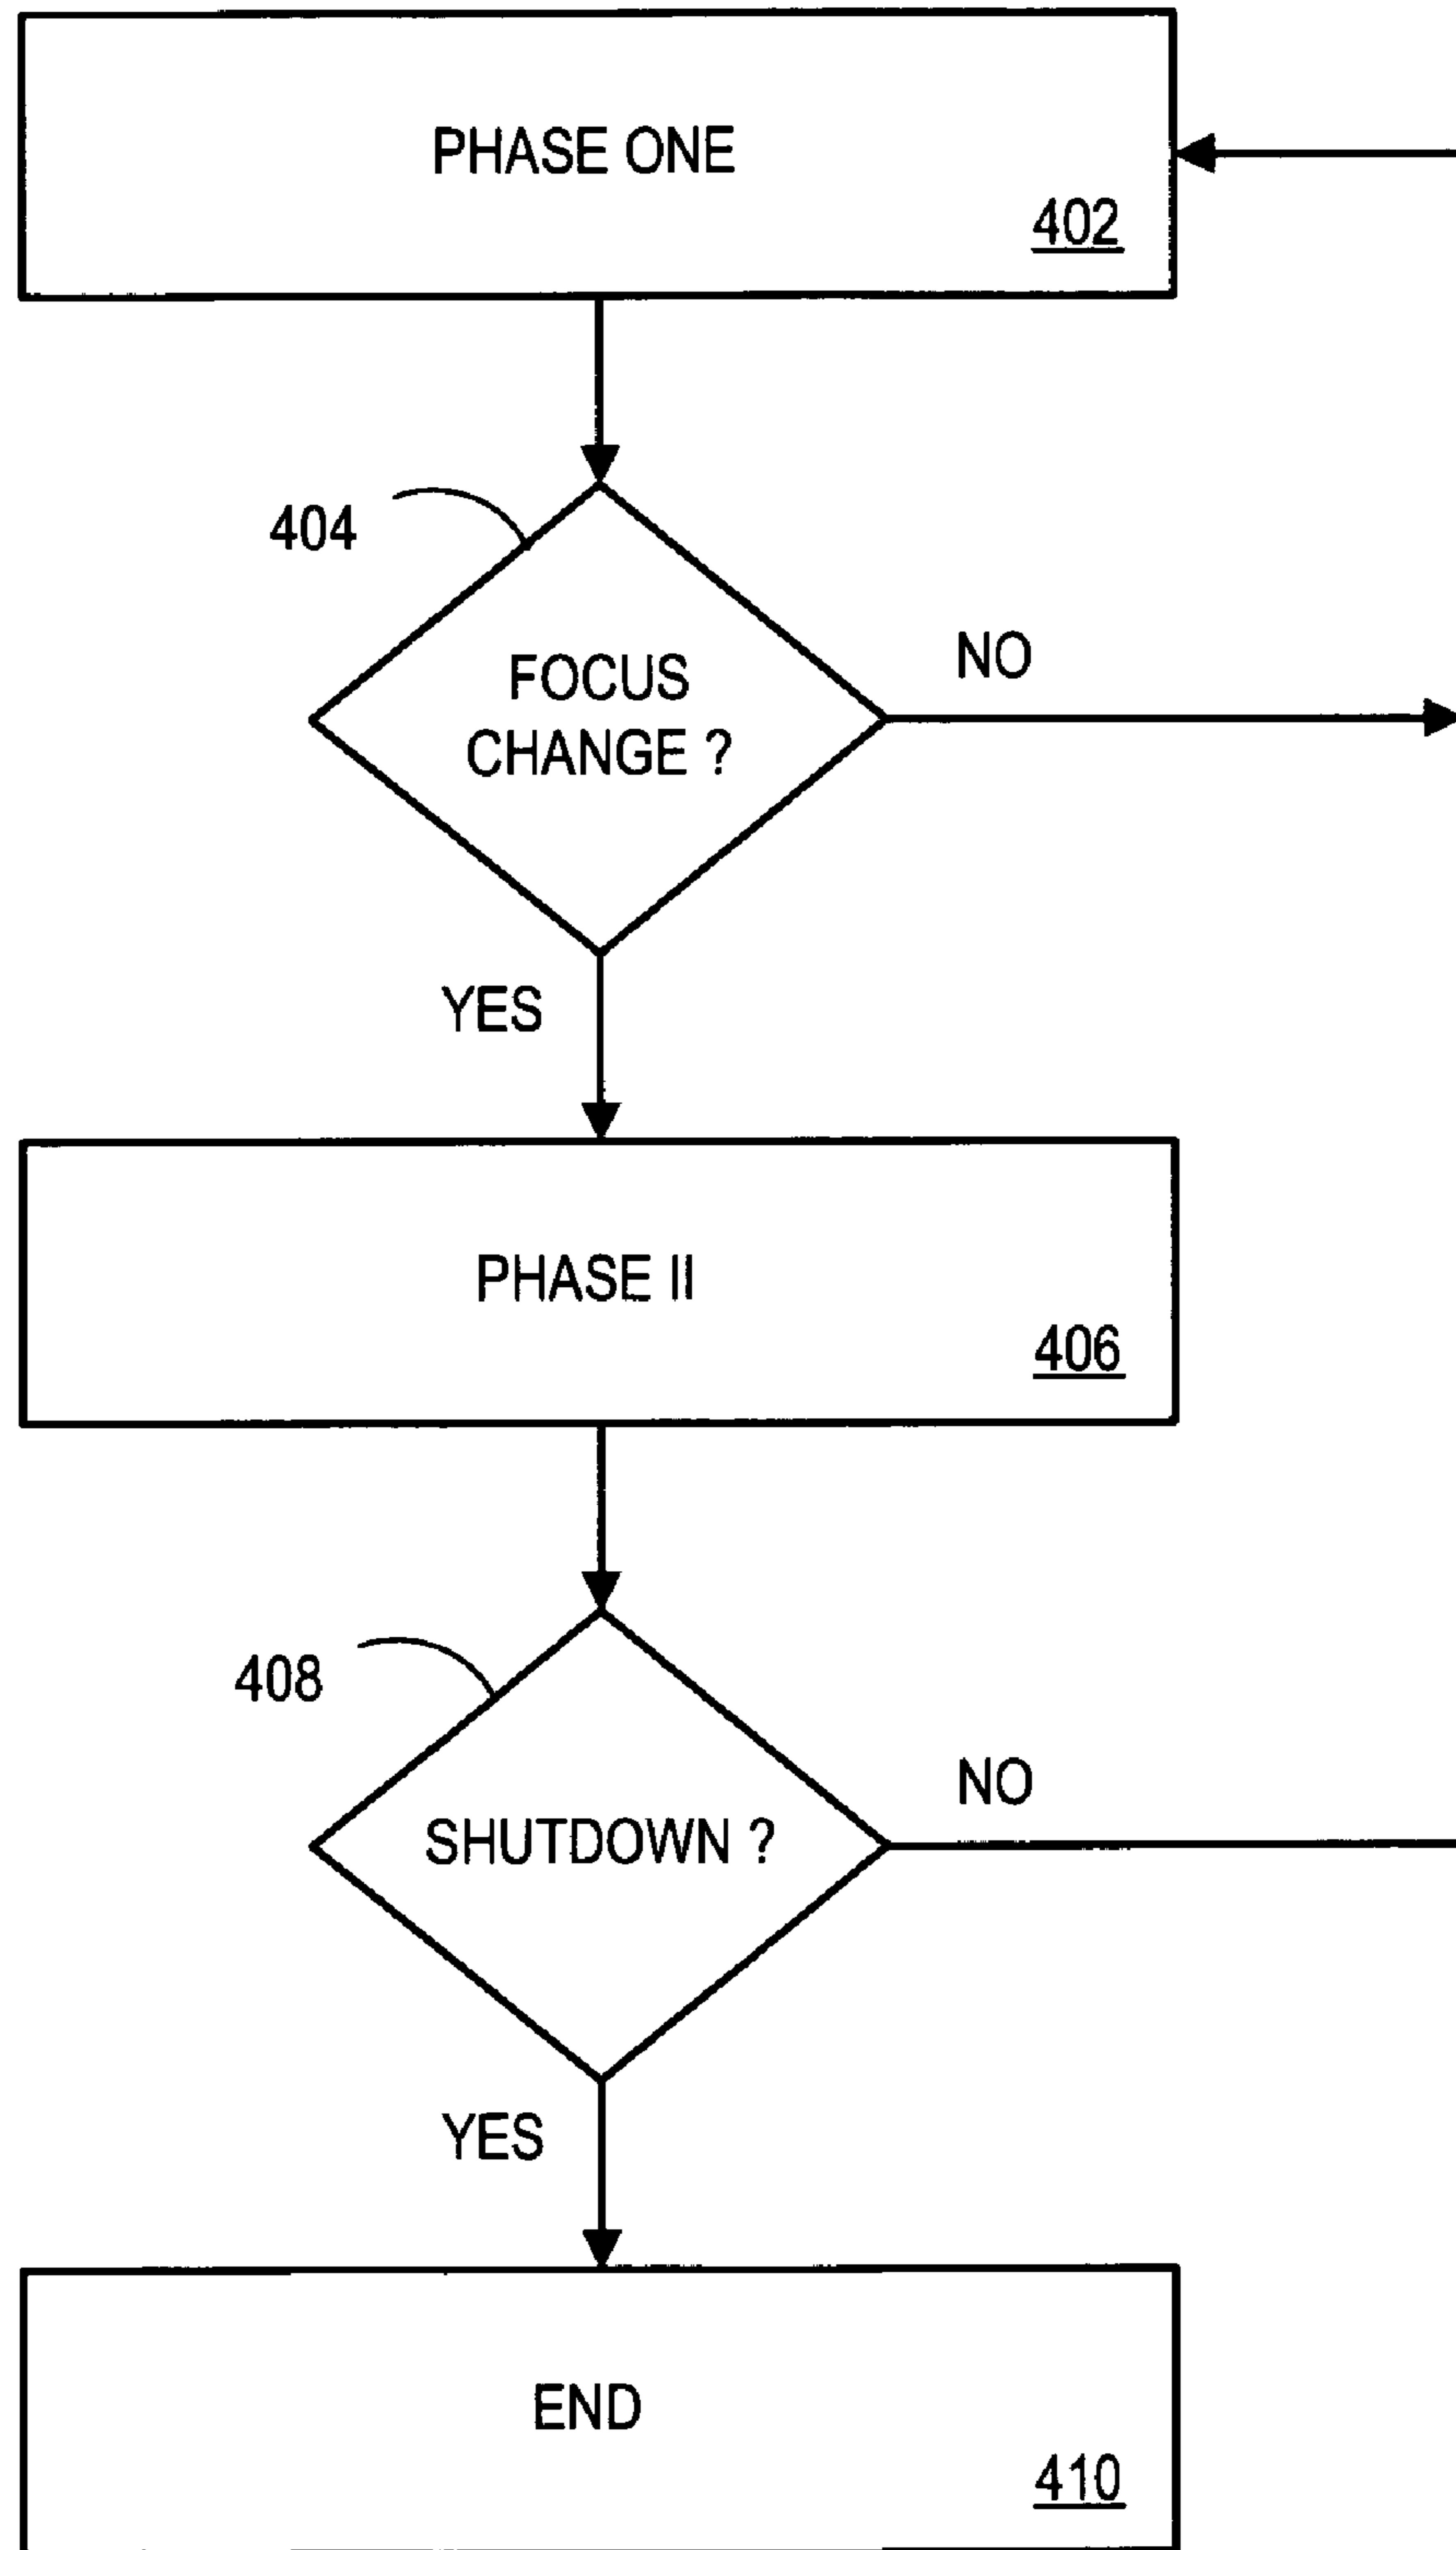 PHASE ONE
402
404
FOCUS
CHANGE ?
NO
YES
PHASE II
406
408
SHUTDOWN ?
NO
YES
END
410